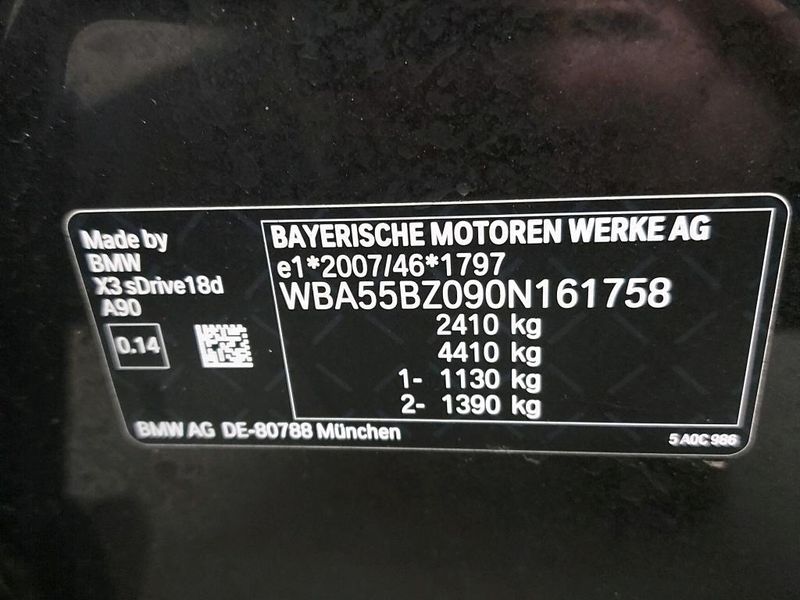 Made by
BMW
X3 sDrive18d
A90
0.14
BAYERISCHE MOTOREN WERKE AG
e1*2007/46*1797
WBA55BZ090N161758
2410 kg
4410 kg
1- 1130 kg
2- 1390 kg
BMW AG DE-80788 München
5 A0C 986